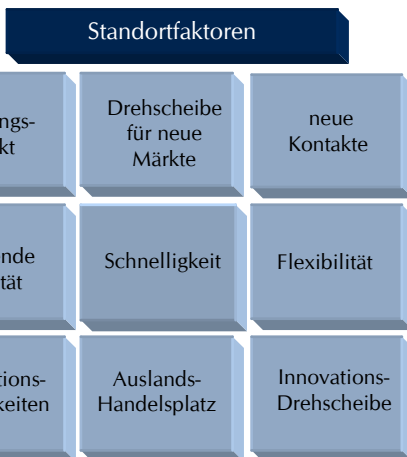 Standortfaktoren
Drehscheibe
für neue
Märkte
neue
Kontakte
Schnelligkeit
Flexibilität
Auslands-
Handelsplatz
Innovations-
Drehscheibe